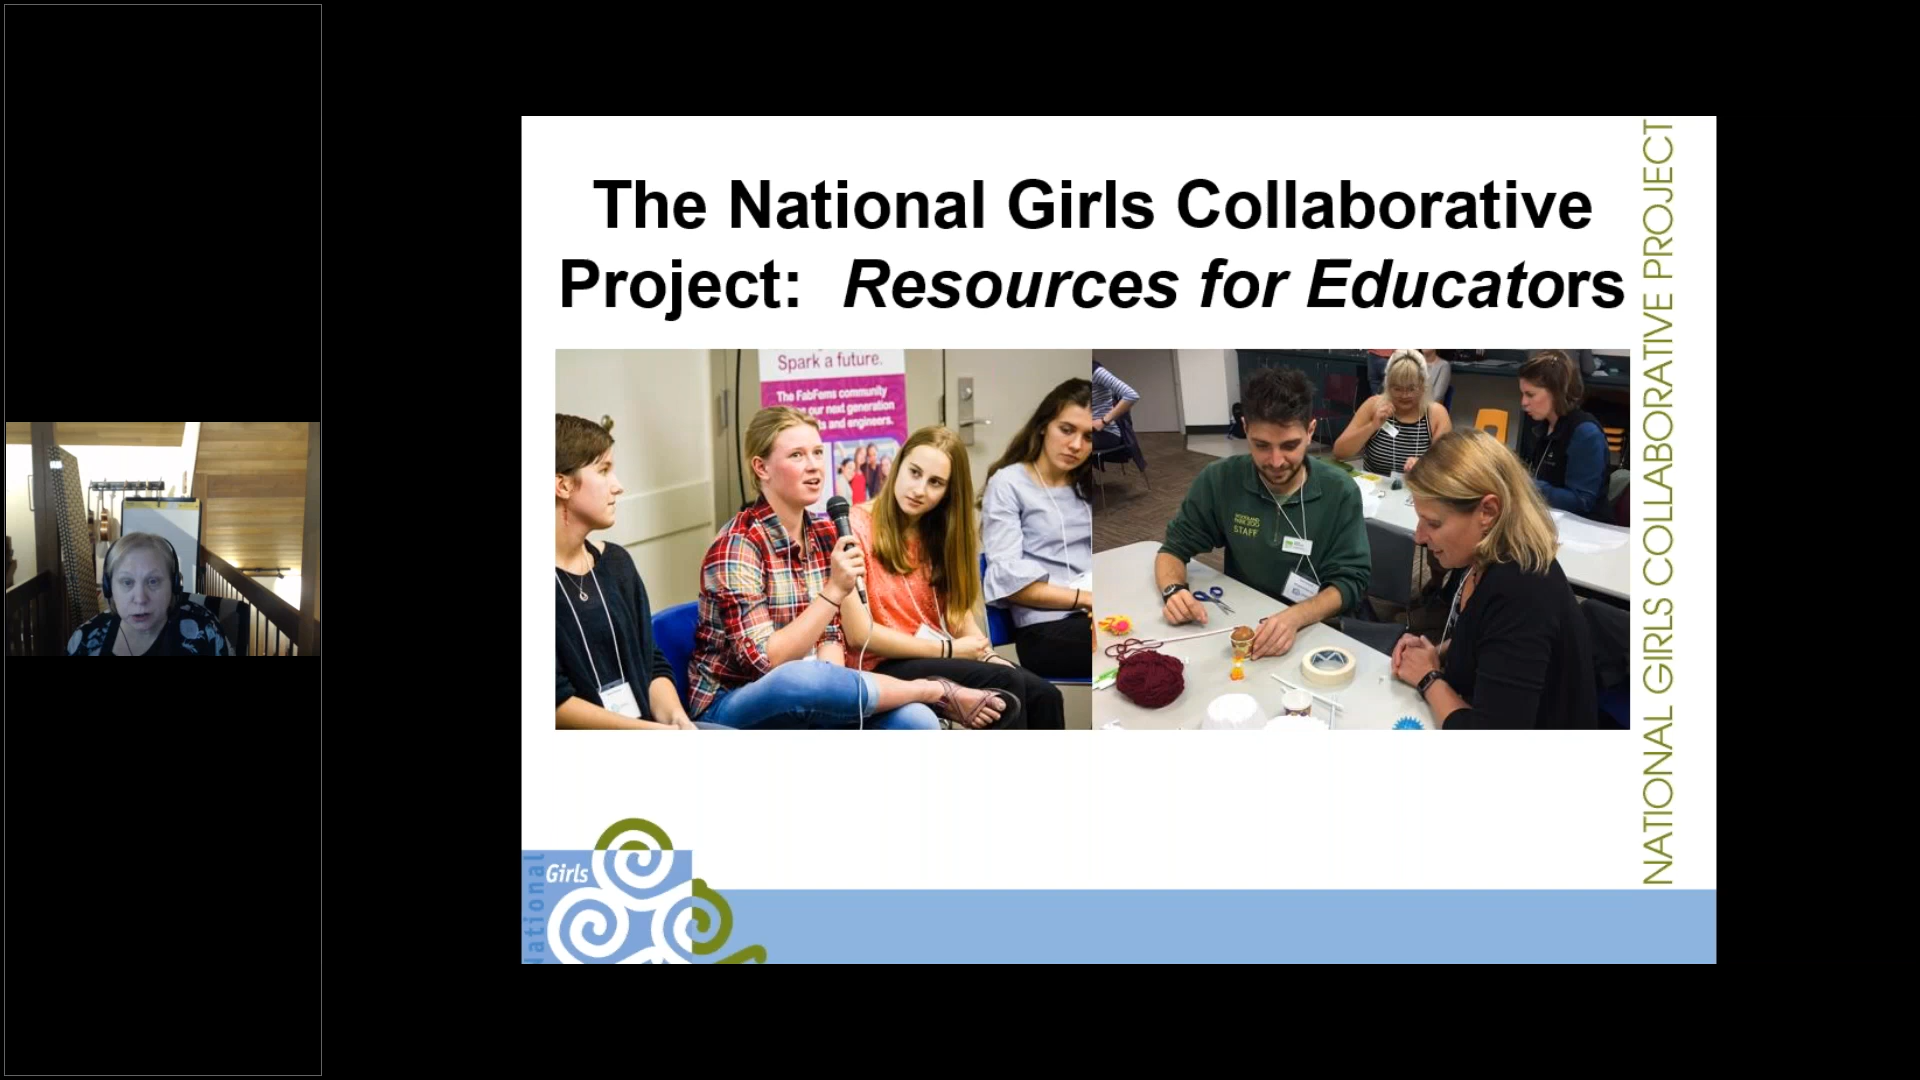 The National Girls Collaborative
Project: Resources for Educators
NATIONAL GIRLS COLLABORATIVE PROJECT
Spark a future.
The FabFems community
our next generation
and engineers.
STAFF
Girls